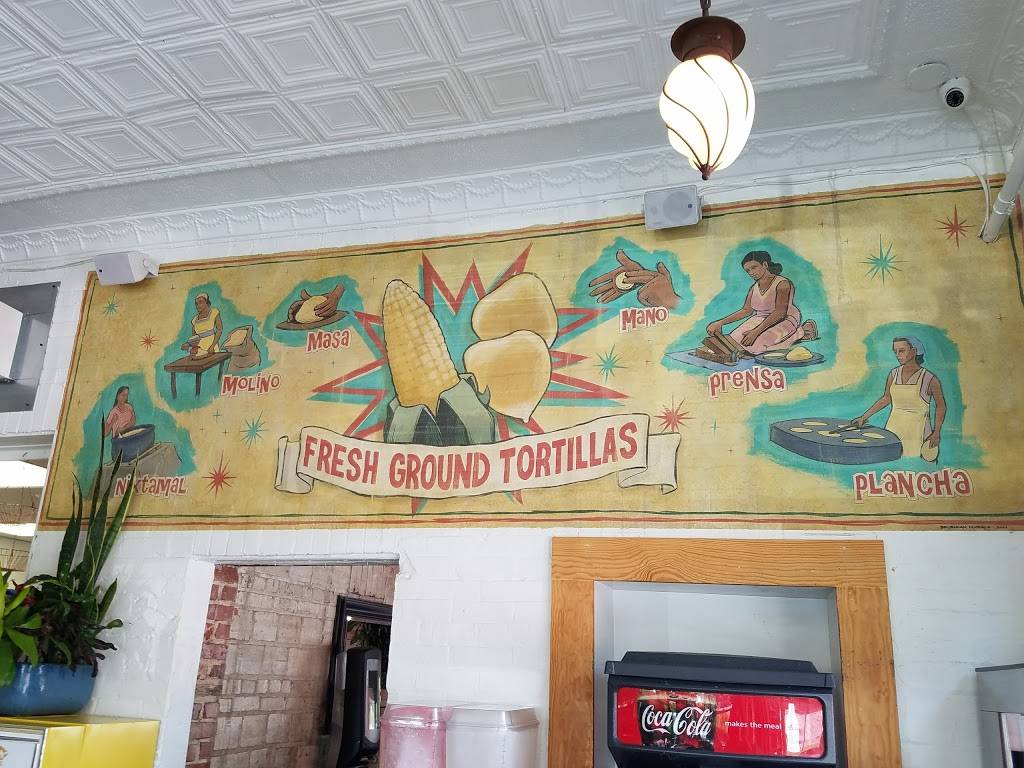 Nixtamal
Molino
Masa
FRESH GROUND TORTILLAS
Mano
Prensa
PLANCHA
Coca-Cola
makes the meal